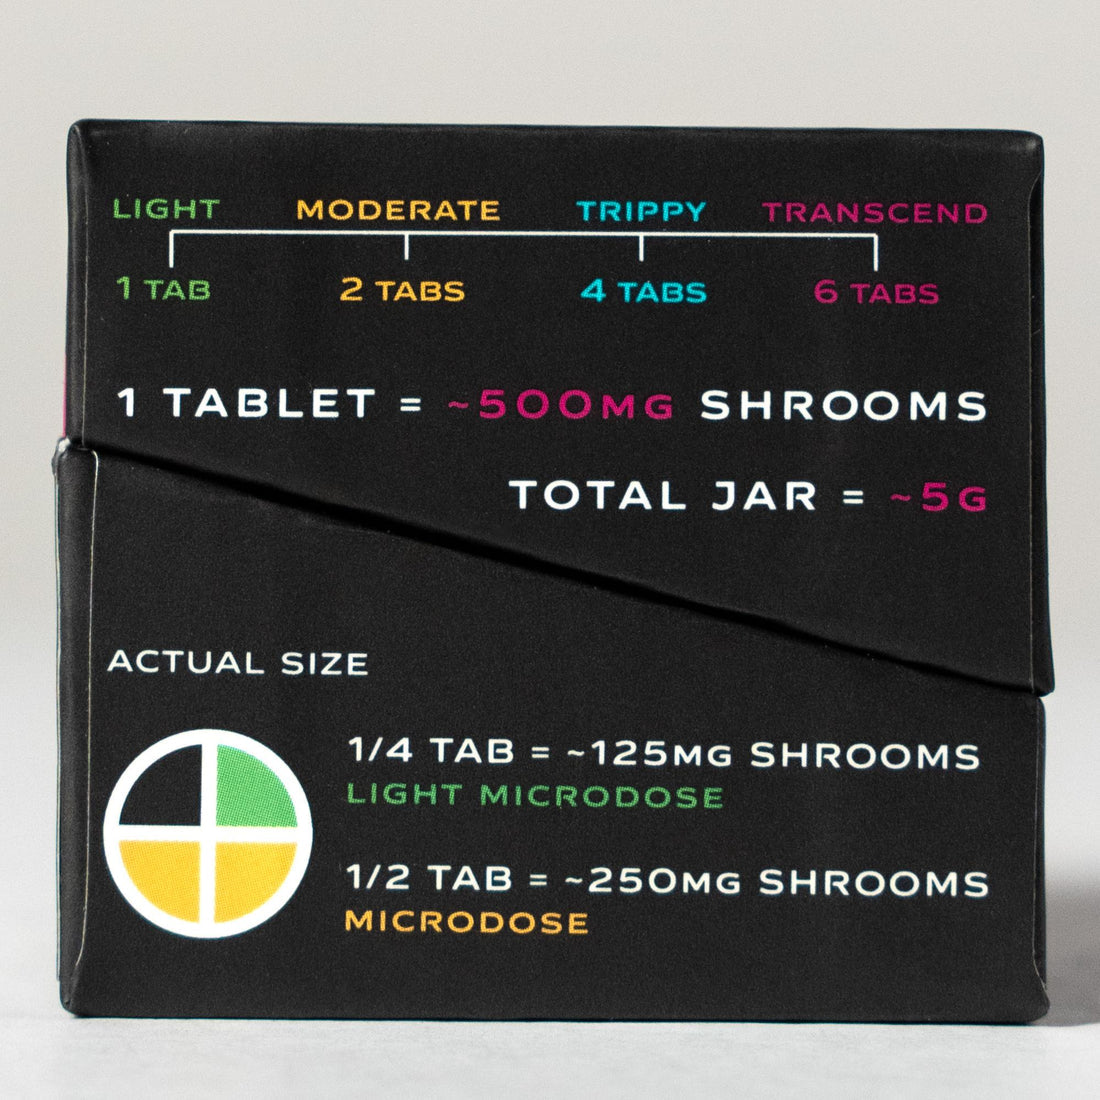 LIGHT MODERATE TRIPPY TRANSCEND
1 TAB 2 TABS 4 TABS 6 TABS
1 TABLET = ~500MG SHROOMS
TOTAL JAR = ~5G
ACTUAL SIZE
1/4 TAB = ~125MG SHROOMS
LIGHT MICRODOSE
1/2 TAB = ~250MG SHROOMS
MICRODOSE